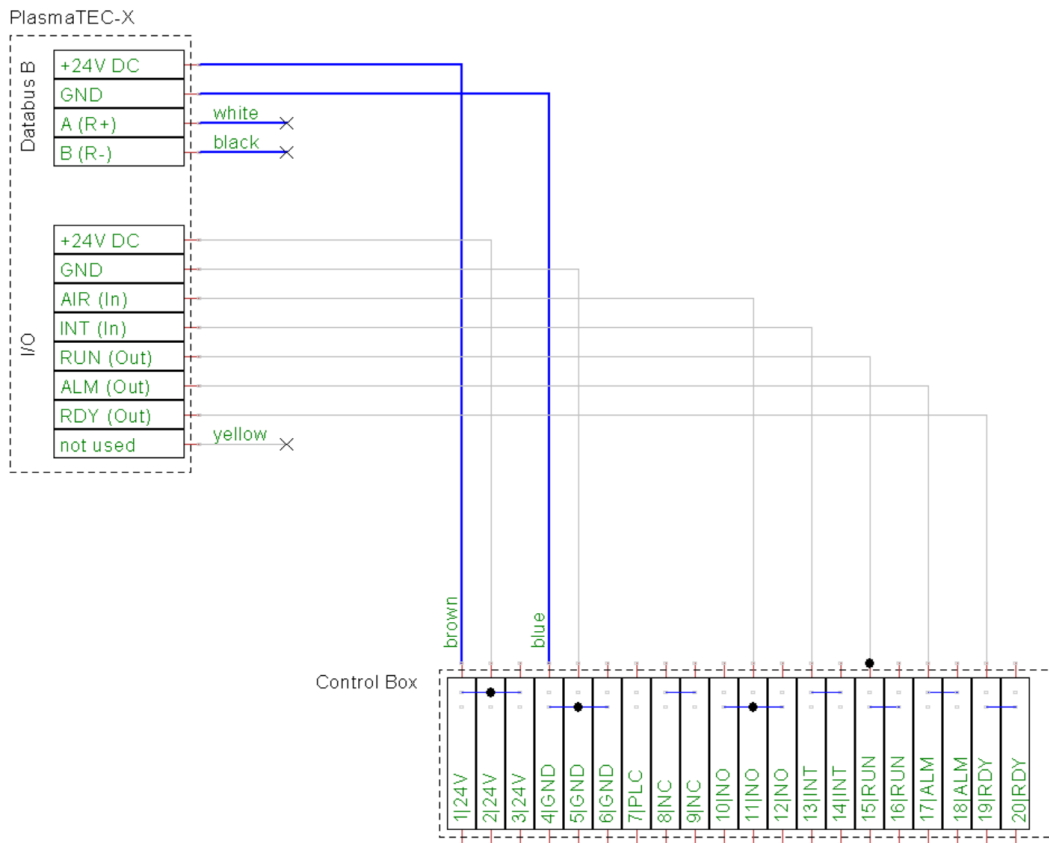 PlasmaTEC-X
Databus B
+24V DC
GND
A (R+)
white
B (R-)
black
I/O
+24V DC
GND
AIR (In)
INT (In)
RUN (Out)
ALM (Out)
RDY (Out)
not used
yellow
brown
blue
Control Box
1|24V
2|24V
3|24V
4|GND
5|GND
6|GND
7|PLC
8|NC
9|NC
10|NO
11|NO
12|NO
13|INT
14|INT
15|RUN
16|RUN
17|ALM
18|ALM
19|RDY
20|RDY